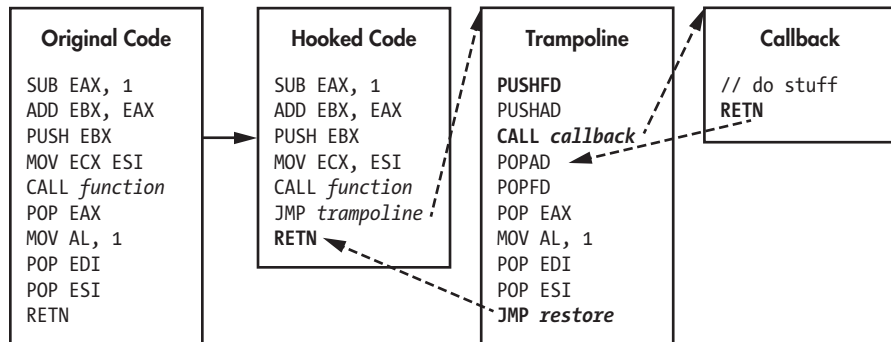 Original Code
SUB EAX, 1
ADD EBX, EAX
PUSH EBX
MOV ECX ESI
CALL function
POP EAX
MOV AL, 1
POP EDI
POP ESI
RETN
Hooked Code
SUB EAX, 1
ADD EBX, EAX
PUSH EBX
MOV ECX, ESI
CALL function
JMP trampoline
RETN
Trampoline
PUSHFD
PUSHAD
CALL callback
POPAD
POPFD
POP EAX
MOV AL, 1
POP EDI
POP ESI
JMP restore
Callback
// do stuff
RETN